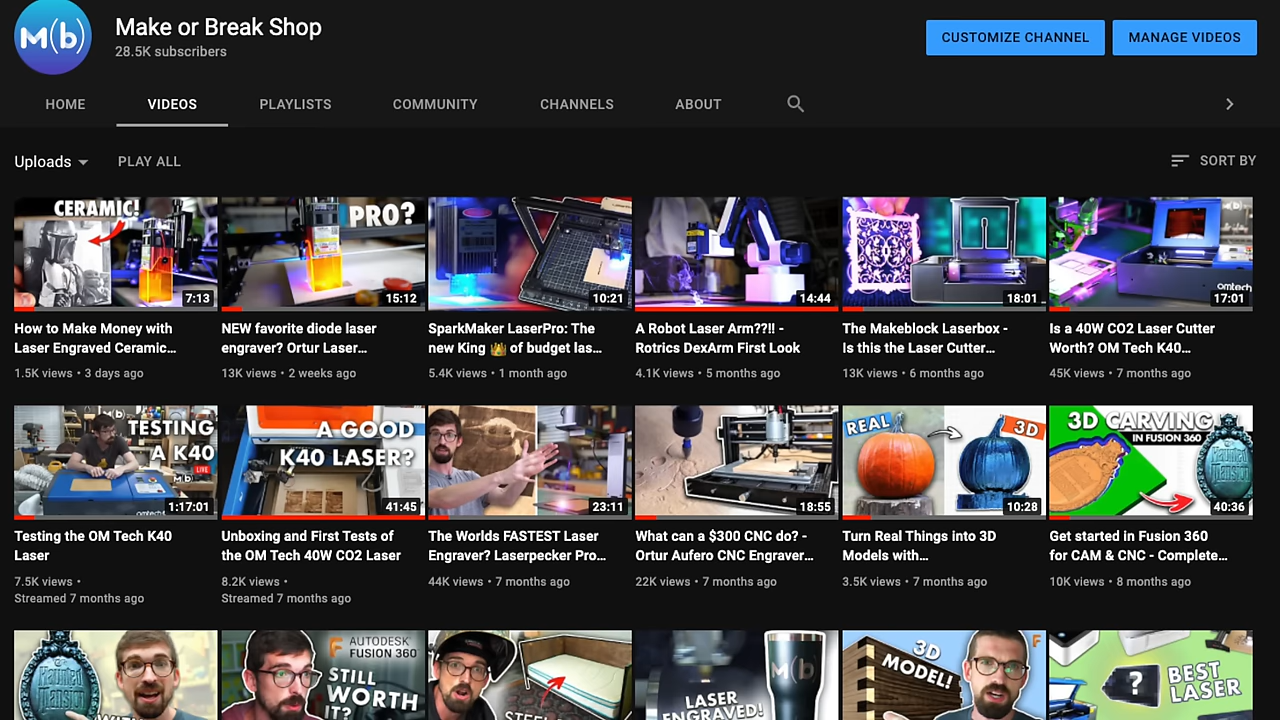 M(b)
Make or Break Shop
28.5K subscribers
CUSTOMIZE CHANNEL
MANAGE VIDEOS
HOME
VIDEOS
PLAYLISTS
COMMUNITY
CHANNELS
ABOUT
Uploads
PLAY ALL
SORT BY
CERAMIC!
7:13
PRO?
15:12
10:21
14:44
18:01
omtech
17:01
How to Make Money with
Laser Engraved Ceramic...
1.5K views • 3 days ago
NEW favorite diode laser
engraver? Ortur Laser...
13K views • 2 weeks ago
SparkMaker LaserPro: The
new King 👑 of budget las...
5.4K views • 1 month ago
A Robot Laser Arm??!! -
Rotrics DexArm First Look
4.1K views • 5 months ago
The Makeblock Laserbox -
Is this the Laser Cutter...
13K views • 6 months ago
Is a 40W CO2 Laser Cutter
Worth? OM Tech K40...
45K views • 7 months ago
M(b)
TESTING
A K40
LIVE
omtech
1:17:01
A GOOD
K40 LASER?
41:45
23:11
18:55
REAL
3D
10:28
3D CARVING
IN FUSION 360
Haunted
Mansion
40:36
Testing the OM Tech K40
Laser
7.5K views •
Streamed 7 months ago
Unboxing and First Tests of
the OM Tech 40W CO2 Laser
8.2K views •
Streamed 7 months ago
The Worlds FASTEST Laser
Engraver? Laserpecker Pro...
44K views • 7 months ago
What can a $300 CNC do? -
Ortur Aufero CNC Engraver...
22K views • 7 months ago
Turn Real Things into 3D
Models with...
3.5K views • 7 months ago
Get started in Fusion 360
for CAM & CNC - Complete...
10K views • 8 months ago
Haunted
Mansion
WITH
AUTODESK
FUSION 360
STILL
WORTH
IT?
LASER
ENGRAVED!
M(b)
3D
MODEL!
F
?
BEST
LASER